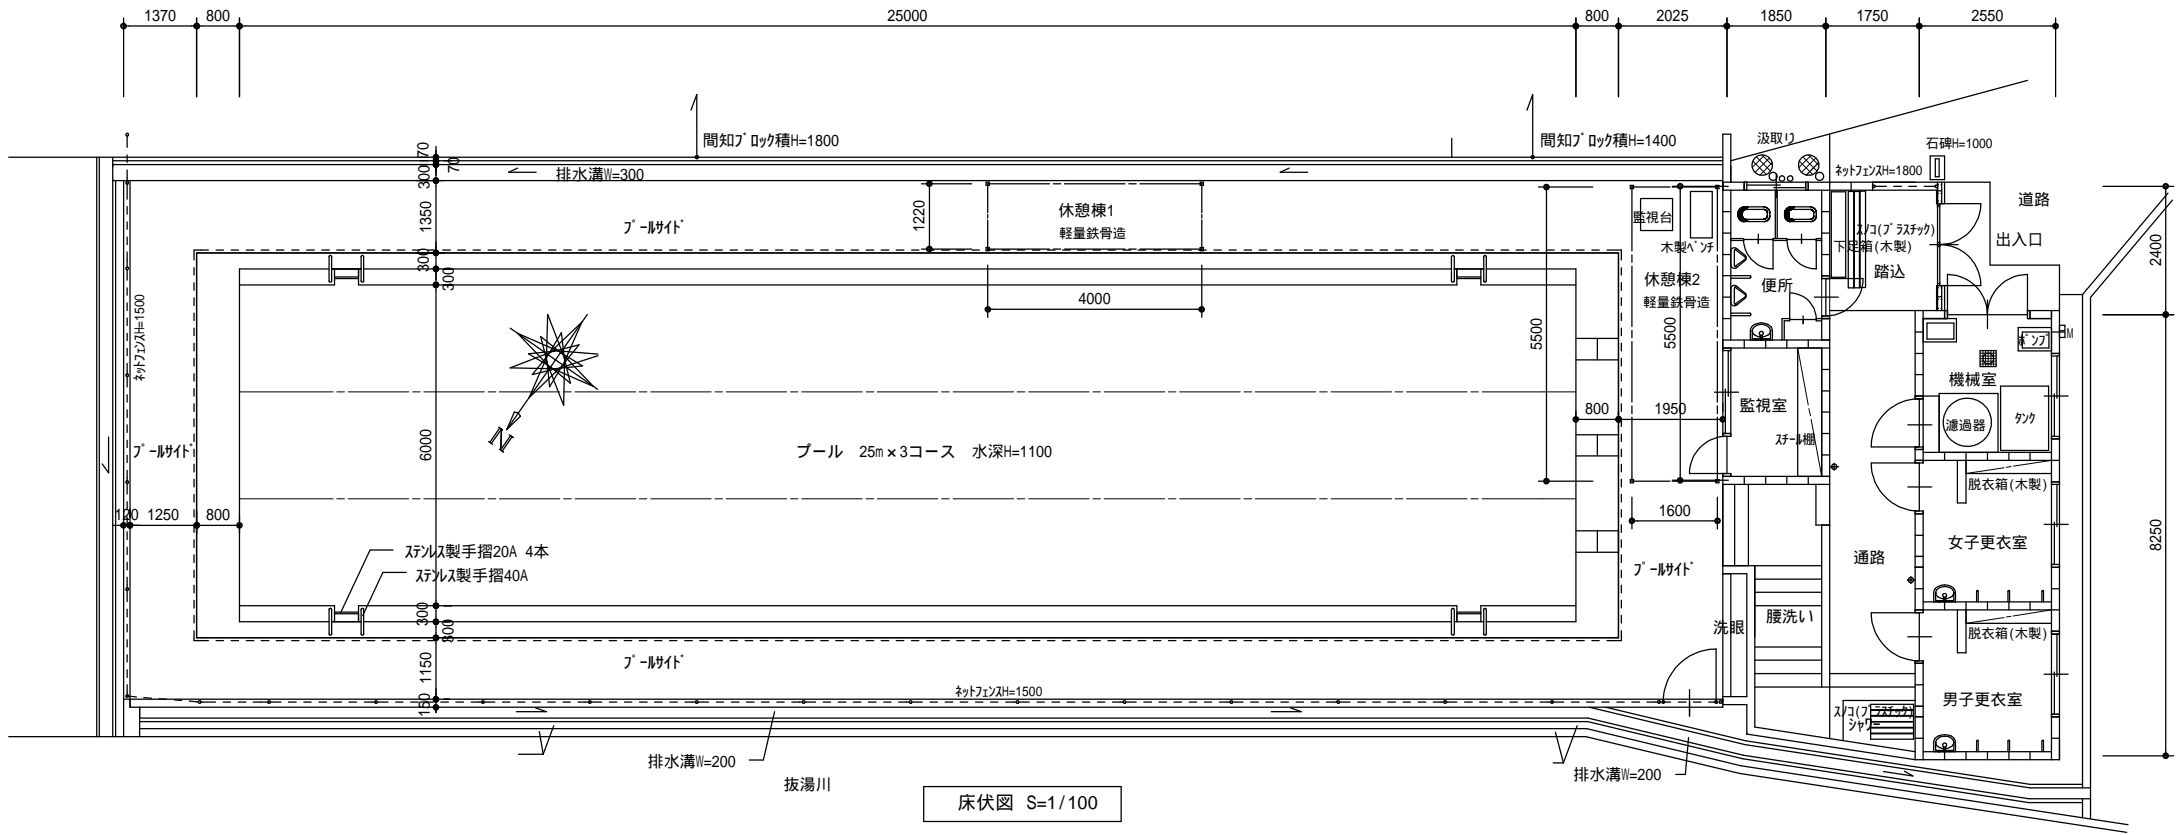 1370
800
25000
800
2025
1850
1750
2550
間知ブロック積H=1800
間知ブロック積H=1400
汲取り
石碑H=1000
ネットフェンスH=1800
道路
出入口
70
70
300
排水溝W=300
1350
プールサイド
1220
休憩棟1
軽量鉄骨造
4000
監視台
木製ベンチ
休憩棟2
軽量鉄骨造
5500
5500
便所
スノコ(プラスチック)
下足箱(木製)
踏込
2400
300
300
ネットフェンスH=1500
N
プールサイド
6000
プール 25m×3コース 水深H=1100
800
1950
監視室
スチール棚
機械室
ポンプ
M
濾過器
タンク
120
1250
800
1600
脱衣箱(木製)
女子更衣室
8250
ステンレス製手摺20A 4本
ステンレス製手摺40A
通路
プールサイド
300
300
洗眼
腰洗い
脱衣箱(木製)
プールサイド
1150
150
ネットフェンスH=1500
男子更衣室
スノコ(プラスチック)
シャワー
排水溝W=200
排水溝W=200
抜湯川
床伏図 S=1/100